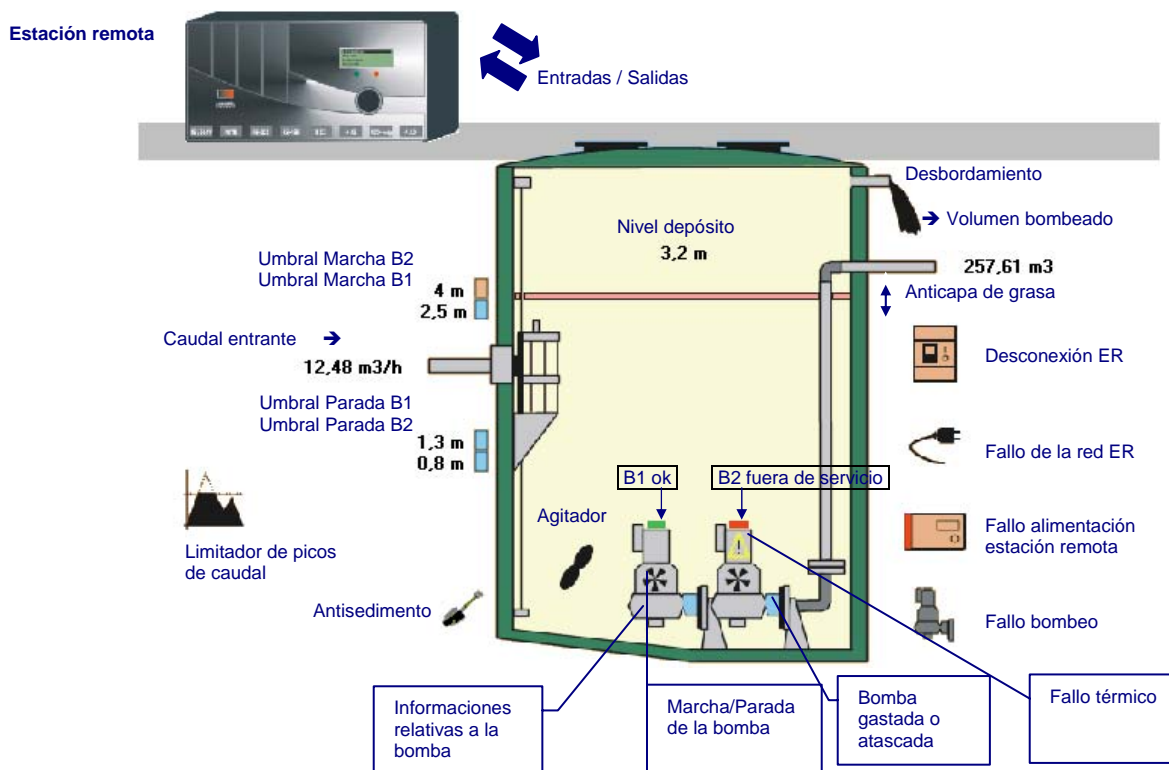 Estación remota
Entradas / Salidas
Desbordamiento
Volumen bombeado
Nivel depósito
3,2 m
257,61 m3
Umbral Marcha B2
Umbral Marcha B1
4 m
2,5 m
Anticapa de grasa
Caudal entrante
12,48 m3/h
Desconexión ER
Umbral Parada B1
Umbral Parada B2
1,3 m
0,8 m
Fallo de la red ER
B1 ok
B2 fuera de servicio
Agitador
Limitador de picos
de caudal
Fallo alimentación
estación remota
Antisedimento
Fallo bombeo
Informaciones
relativas a la
bomba
Marcha/Parada
de la bomba
Bomba
gastada o
atascada
Fallo térmico